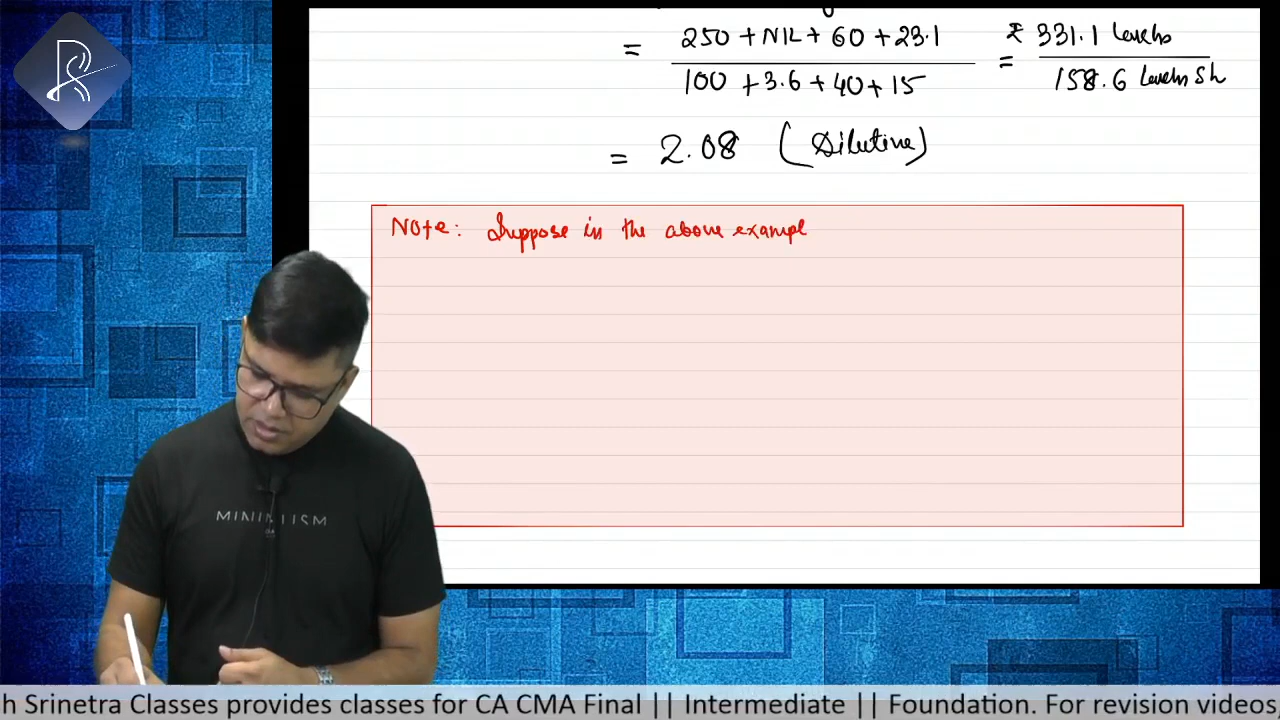 = 250 + NIL + 60 + 23.1 / 100 + 3.6 + 40 + 15 = ₹ 331.1 Lakhs / 158.6 Lakhs Sh
= 2.08 (Dilutive)
Note: Suppose in the above example
MINIMLISM
h Srinetra Classes provides classes for CA CMA Final || Intermediate || Foundation. For revision videos,